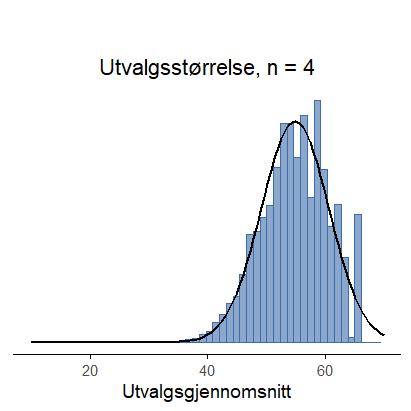 Utvalgsstørrelse, n = 4
20 40 60
Utvalgsgjennomsnitt